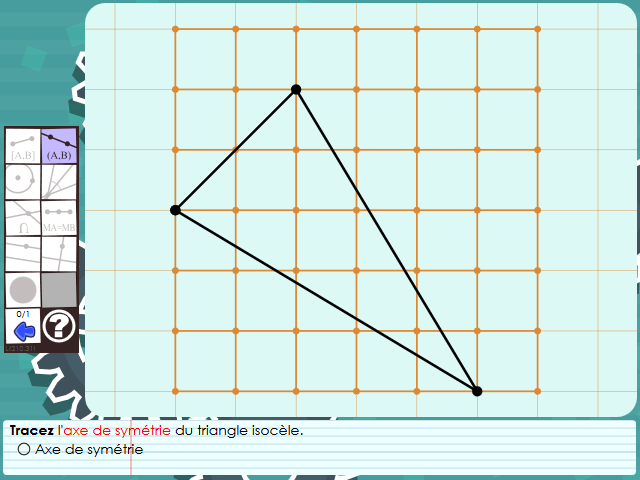 [A,B]
(A,B)
MA=MB
0/1
?
Tracez l'axe de symétrie du triangle isocèle.
Axe de symétrie